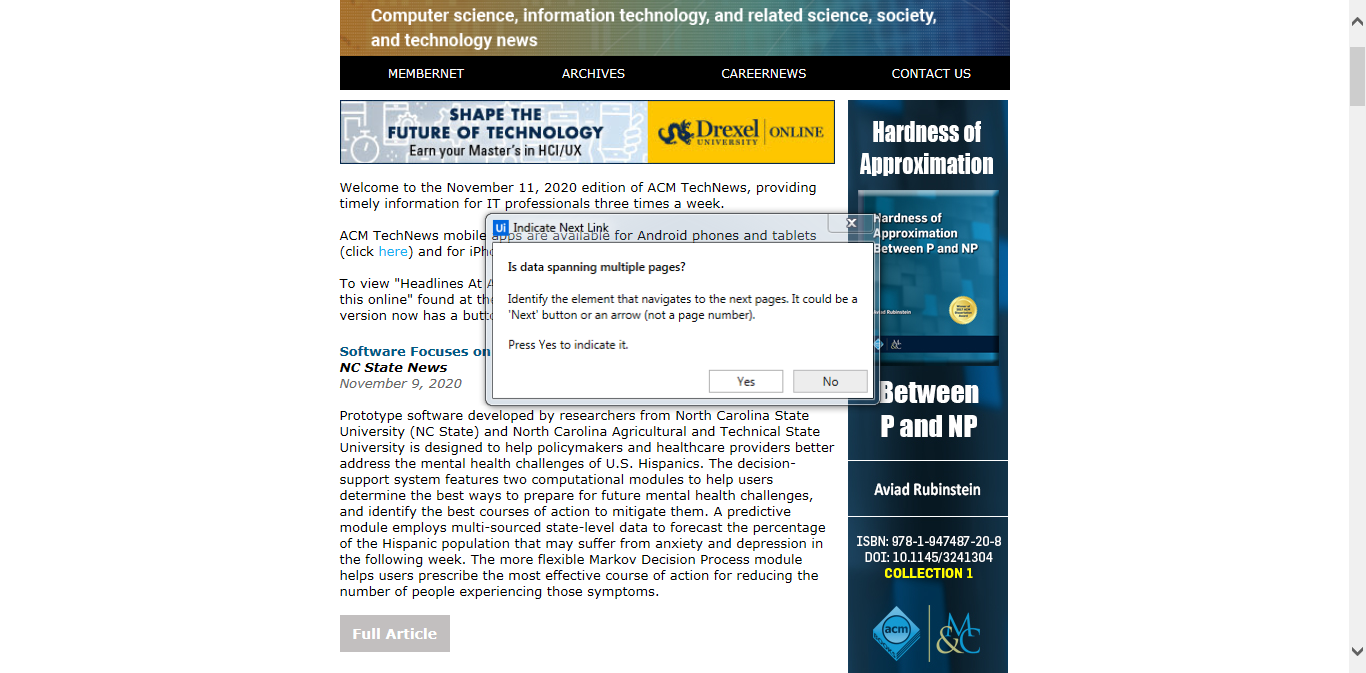 Computer science, information technology, and related science, society,
and technology news
MEMBERNET
ARCHIVES
CAREERNEWS
CONTACT US
SHAPE THE
FUTURE OF TECHNOLOGY
Earn your Master's in HCI/UX
Drexel
UNIVERSITY
ONLINE
Welcome to the November 11, 2020 edition of ACM TechNews, providing
timely information for IT professionals three times a week.
ACM TechNews mobile apps are available for Android phones and tablets
(click here) and for iPh
To view "Headlines At A
this online" found at the
version now has a butt
Software Focuses on
NC State News
November 9, 2020
Prototype software developed by researchers from North Carolina State
University (NC State) and North Carolina Agricultural and Technical State
University is designed to help policymakers and healthcare providers better
address the mental health challenges of U.S. Hispanics. The decision-
support system features two computational modules to help users
determine the best ways to prepare for future mental health challenges,
and identify the best courses of action to mitigate them. A predictive
module employs multi-sourced state-level data to forecast the percentage
of the Hispanic population that may suffer from anxiety and depression in
the following week. The more flexible Markov Decision Process module
helps users prescribe the most effective course of action for reducing the
number of people experiencing those symptoms.
Full Article
Ui Indicate Next Link
Is data spanning multiple pages?
Identify the element that navigates to the next pages. It could be a
'Next' button or an arrow (not a page number).
Press Yes to indicate it.
Yes
No
Hardness of
Approximation
Hardness of
Approximation
Between P and NP
Aviad Rubinstein
M&C
Between
P and NP
Aviad Rubinstein
ISBN: 978-1-947487-20-8
DOI: 10.1145/3241304
COLLECTION 1
acm
M&C